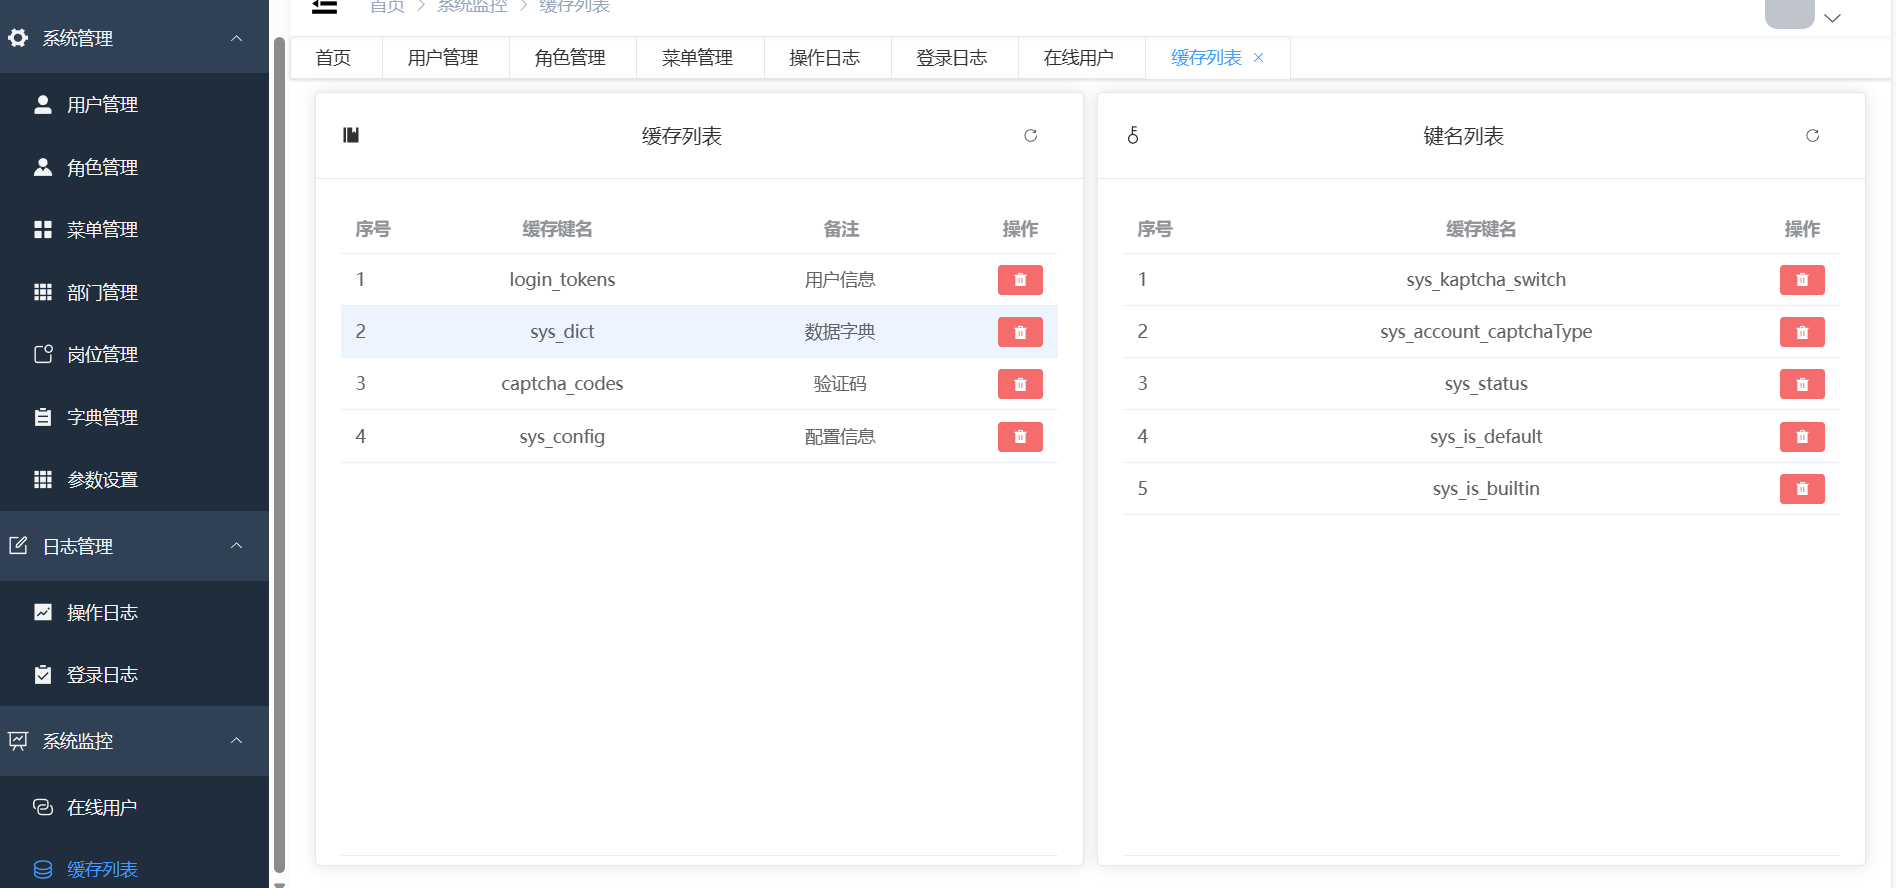 系统管理
用户管理
角色管理
菜单管理
部门管理
岗位管理
字典管理
参数设置
日志管理
操作日志
登录日志
系统监控
在线用户
缓存列表
首页 > 系统监控 > 缓存列表
首页 用户管理 角色管理 菜单管理 操作日志 登录日志 在线用户 缓存列表 ×
缓存列表
序号 缓存键名 备注 操作
1 login_tokens 用户信息
2 sys_dict 数据字典
3 captcha_codes 验证码
4 sys_config 配置信息
键名列表
序号 缓存键名 操作
1 sys_kaptcha_switch
2 sys_account_captchaType
3 sys_status
4 sys_is_default
5 sys_is_builtin